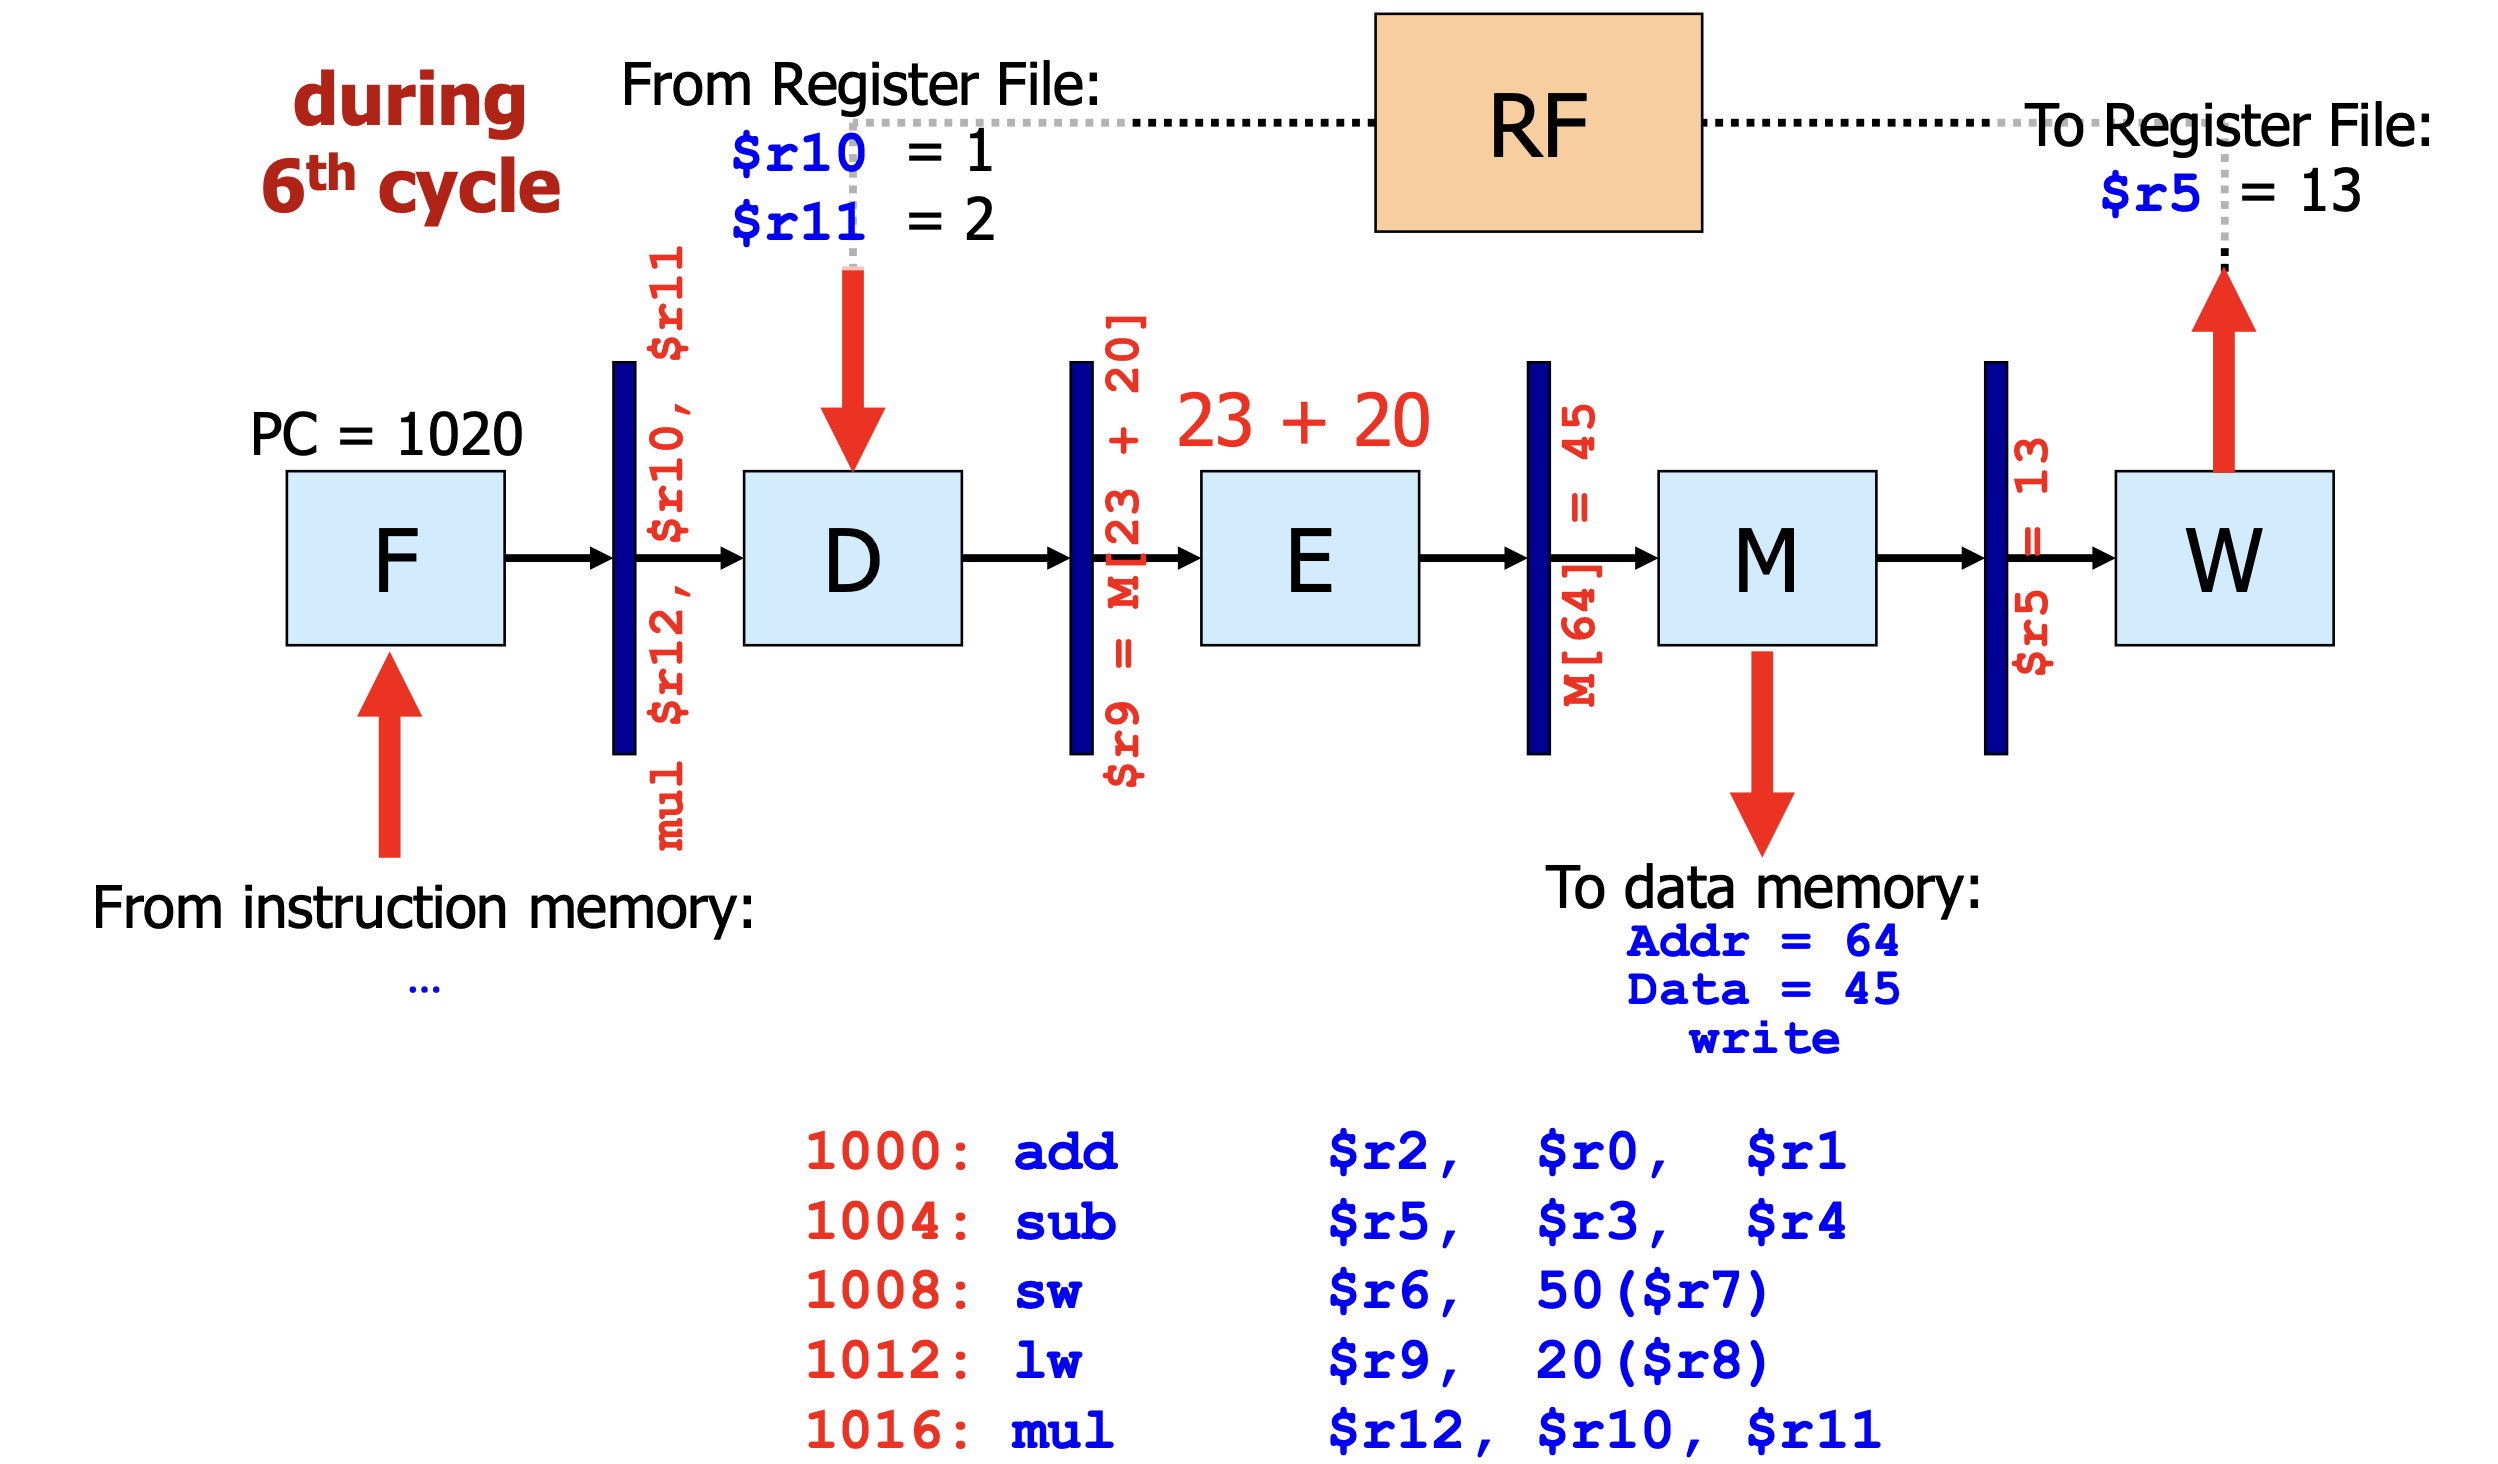 during
6th cycle
From Register File:
$r10 = 1
$r11 = 2
RF
To Register File:
$r5 = 13
PC = 1020
mul $r12, $r10, $r11
$r9 = M[23 + 20]
23 + 20
M[64] = 45
$r5 = 13
F
D
E
M
W
From instruction memory:
...
To data memory:
Addr = 64
Data = 45
write
1000: add $r2, $r0, $r1
1004: sub $r5, $r3, $r4
1008: sw $r6, 50($r7)
1012: lw $r9, 20($r8)
1016: mul $r12, $r10, $r11